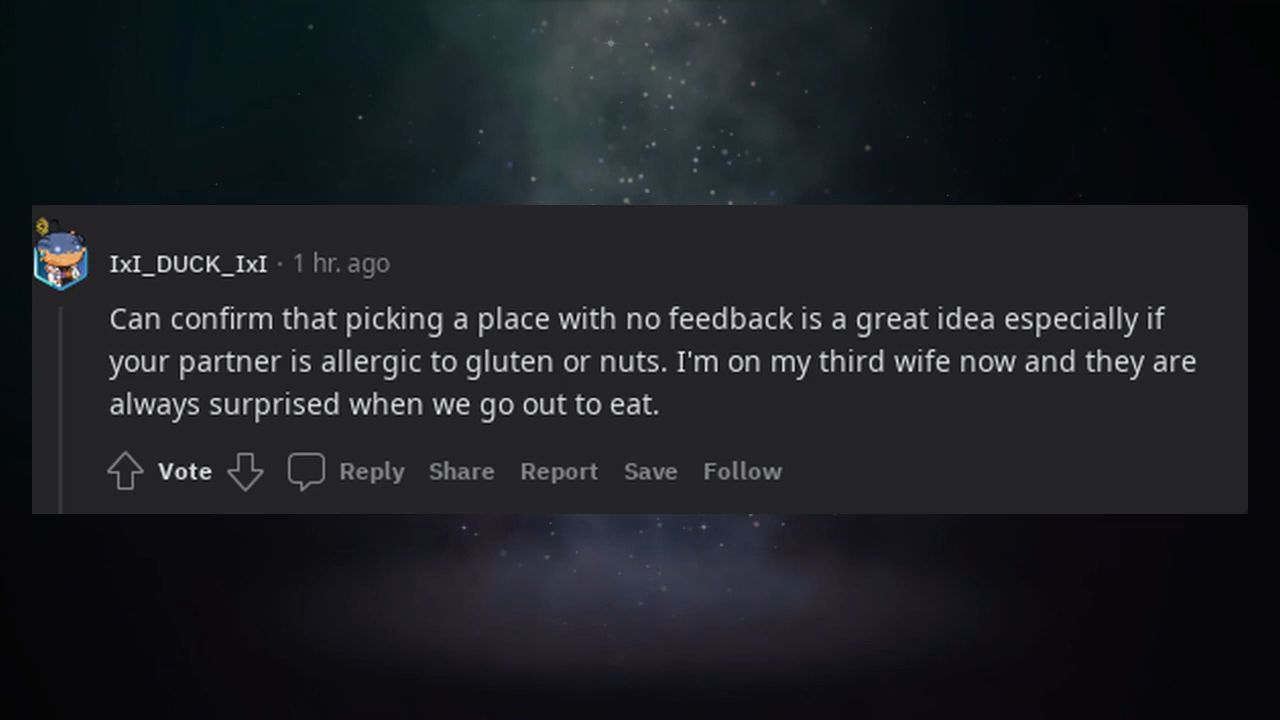 IxI_DUCK_IxI · 1 hr. ago
Can confirm that picking a place with no feedback is a great idea especially if
your partner is allergic to gluten or nuts. I'm on my third wife now and they are
always surprised when we go out to eat.
Vote Reply Share Report Save Follow